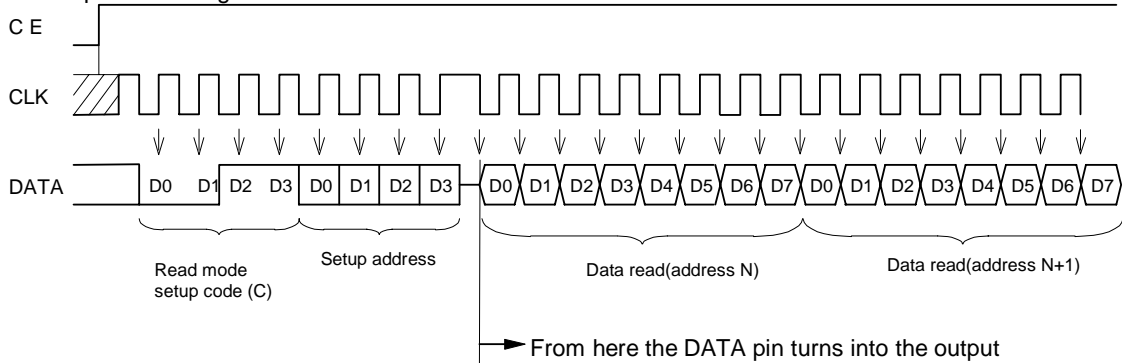 C E
CLK
DATA D0 D1 D2 D3 D0 D1 D2 D3 D0 D1 D2 D3 D4 D5 D6 D7 D0 D1 D2 D3 D4 D5 D6 D7
Read mode
setup code (C)
Setup address
Data read(address N)
Data read(address N+1)
From here the DATA pin turns into the output